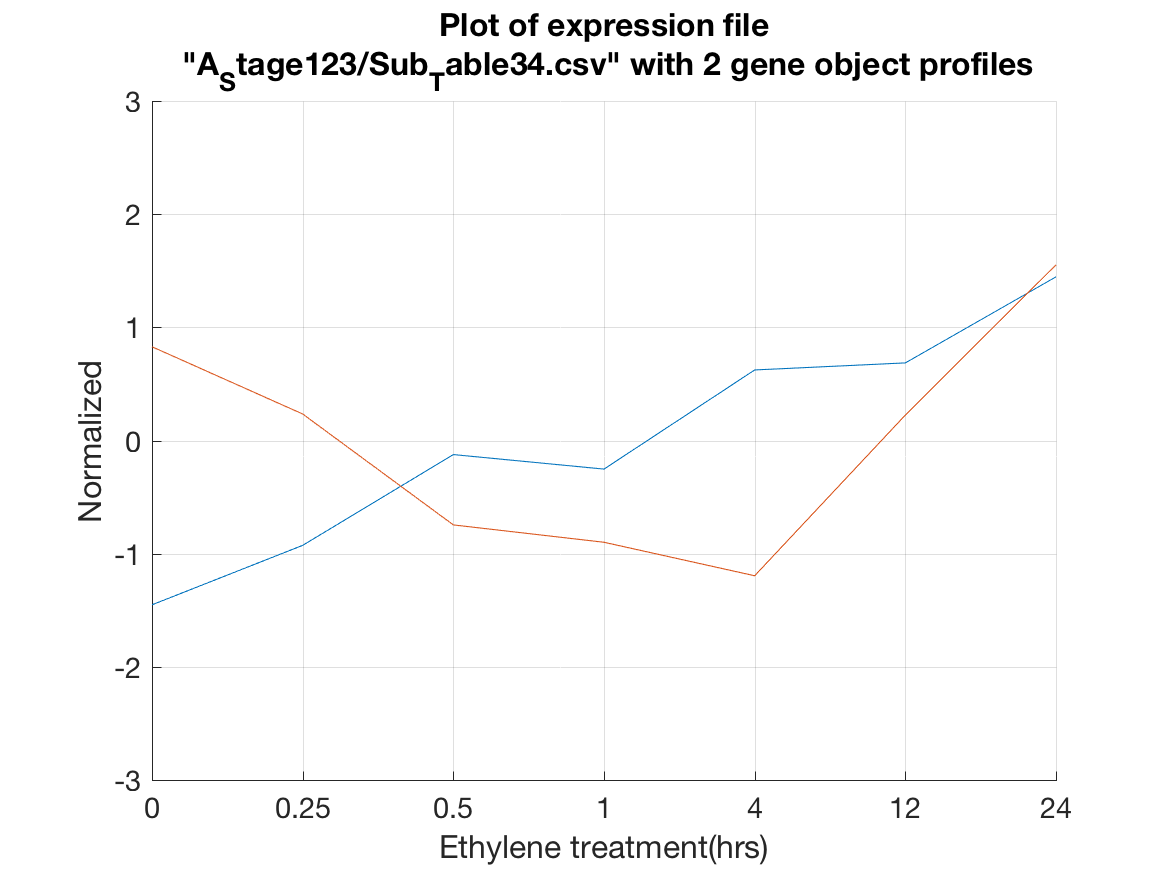 Plot of expression file
"A_Stage123/Sub_Table34.csv" with 2 gene object profiles
3
2
1
0
-1
-2
-3
Normalized
0 0.25 0.5 1 4 12 24
Ethylene treatment(hrs)